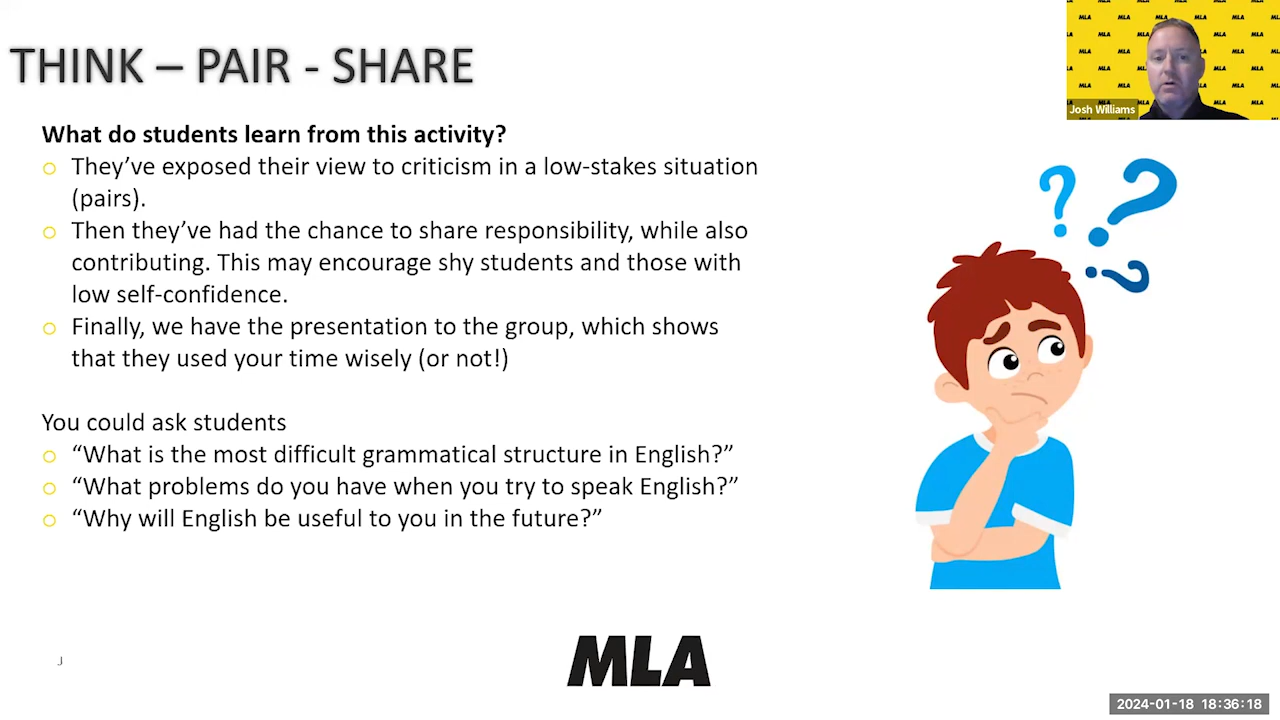 THINK – PAIR - SHARE
Josh Williams
What do students learn from this activity?
○ They’ve exposed their view to criticism in a low-stakes situation
(pairs).
○ Then they’ve had the chance to share responsibility, while also
contributing. This may encourage shy students and those with
low self-confidence.
○ Finally, we have the presentation to the group, which shows
that they used your time wisely (or not!)
You could ask students
○ “What is the most difficult grammatical structure in English?”
○ “What problems do you have when you try to speak English?”
○ “Why will English be useful to you in the future?”
MLA
2024-01-18 18:36:18